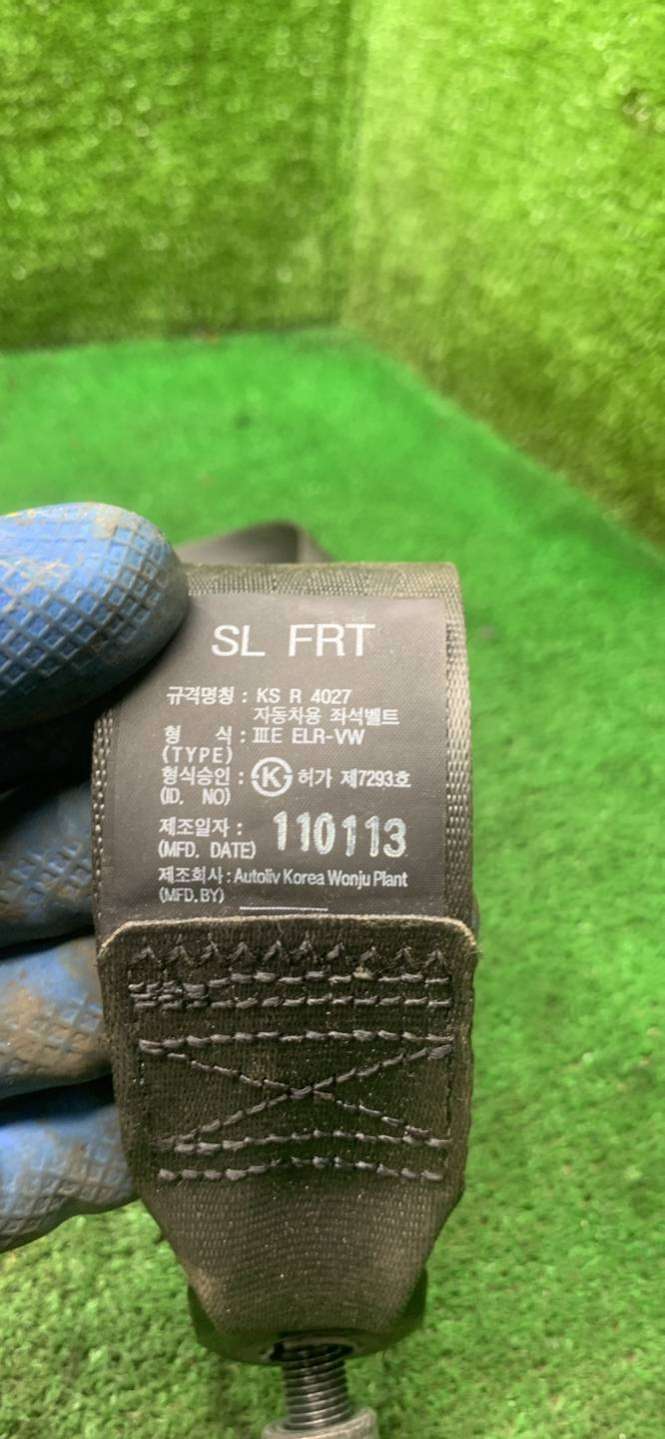 SL FRT
규격명칭 : KS R 4027
자동차용 좌석벨트
형 식 : ⅢE ELR-VW
(TYPE)
형식승인 : K 허가 제7293호
(ID. NO)
제조일자 : 110113
(MFD. DATE)
제조회사 : Autoliv Korea Wonju Plant
(MFD.BY)